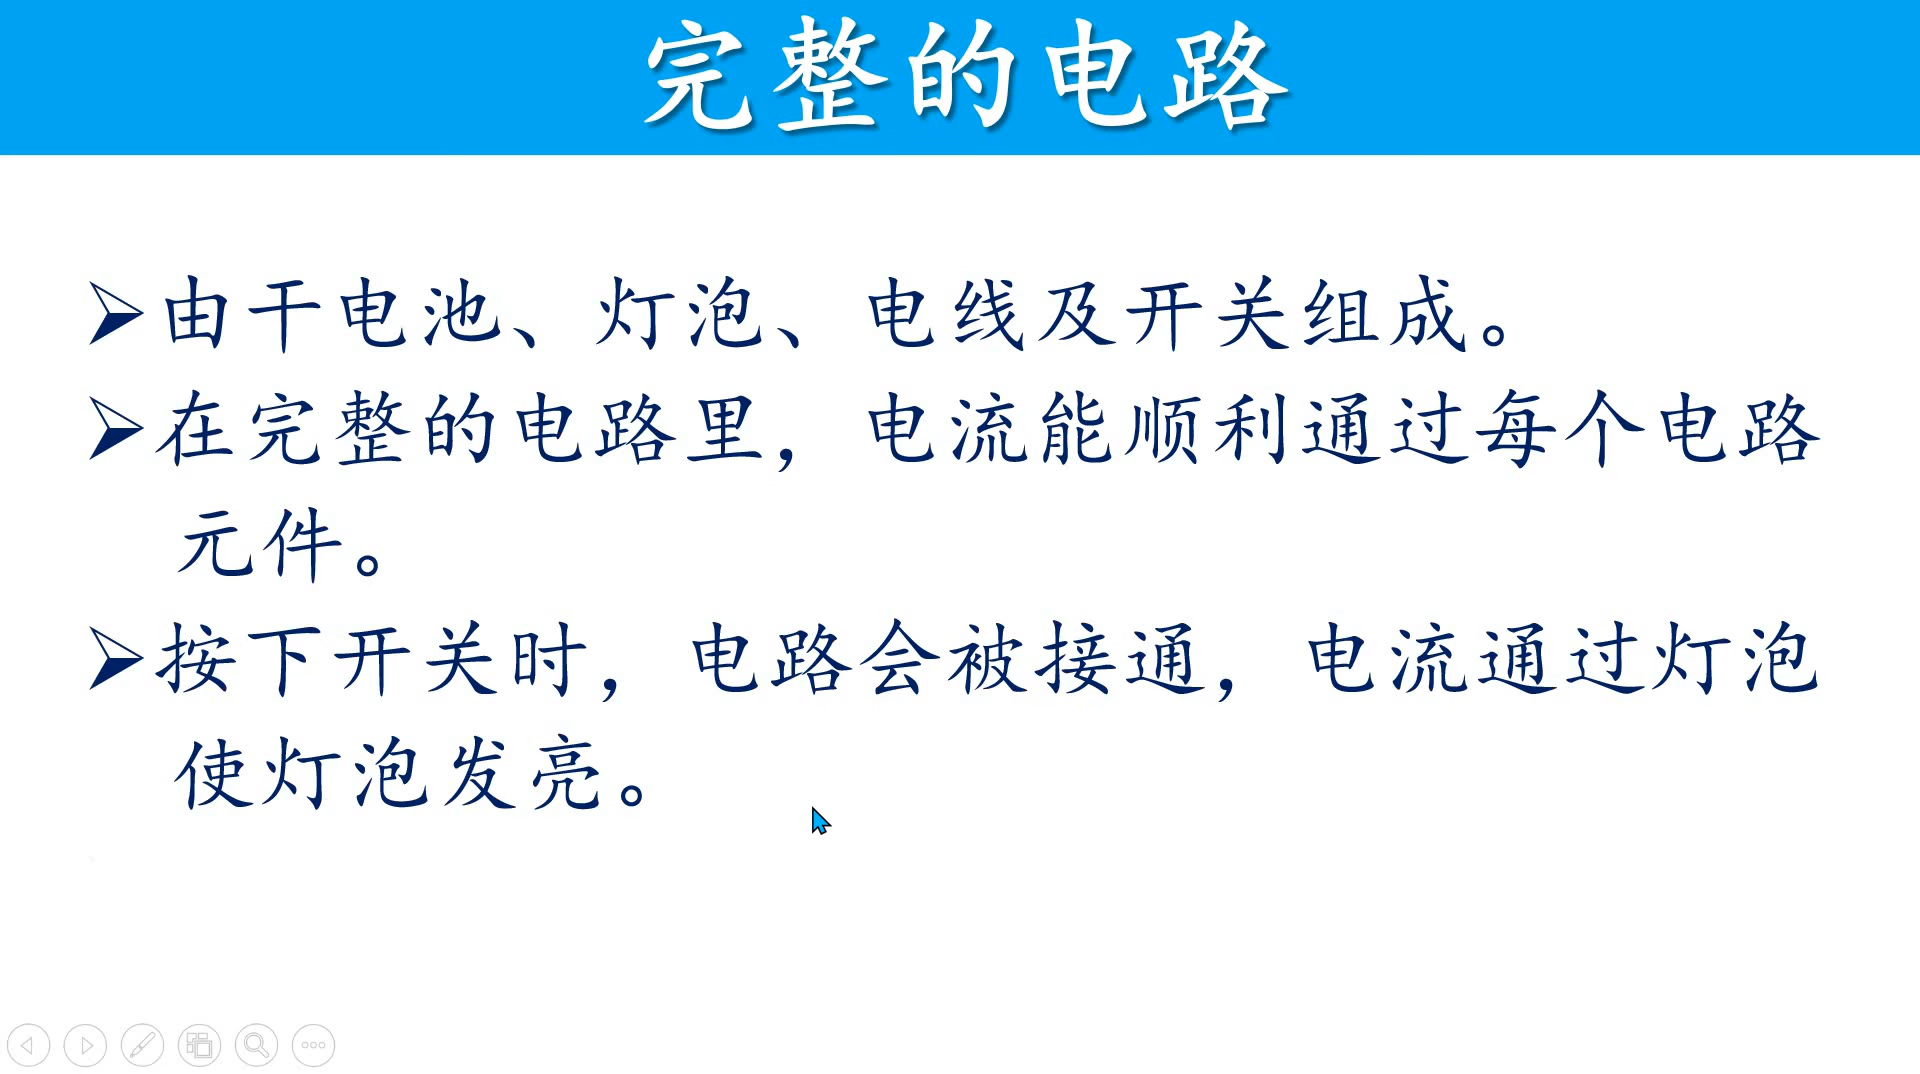 完整的电路
➢由干电池、灯泡、电线及开关组成。
➢在完整的电路里，电流能顺利通过每个电路
元件。
➢按下开关时，电路会被接通，电流通过灯泡
使灯泡发亮。